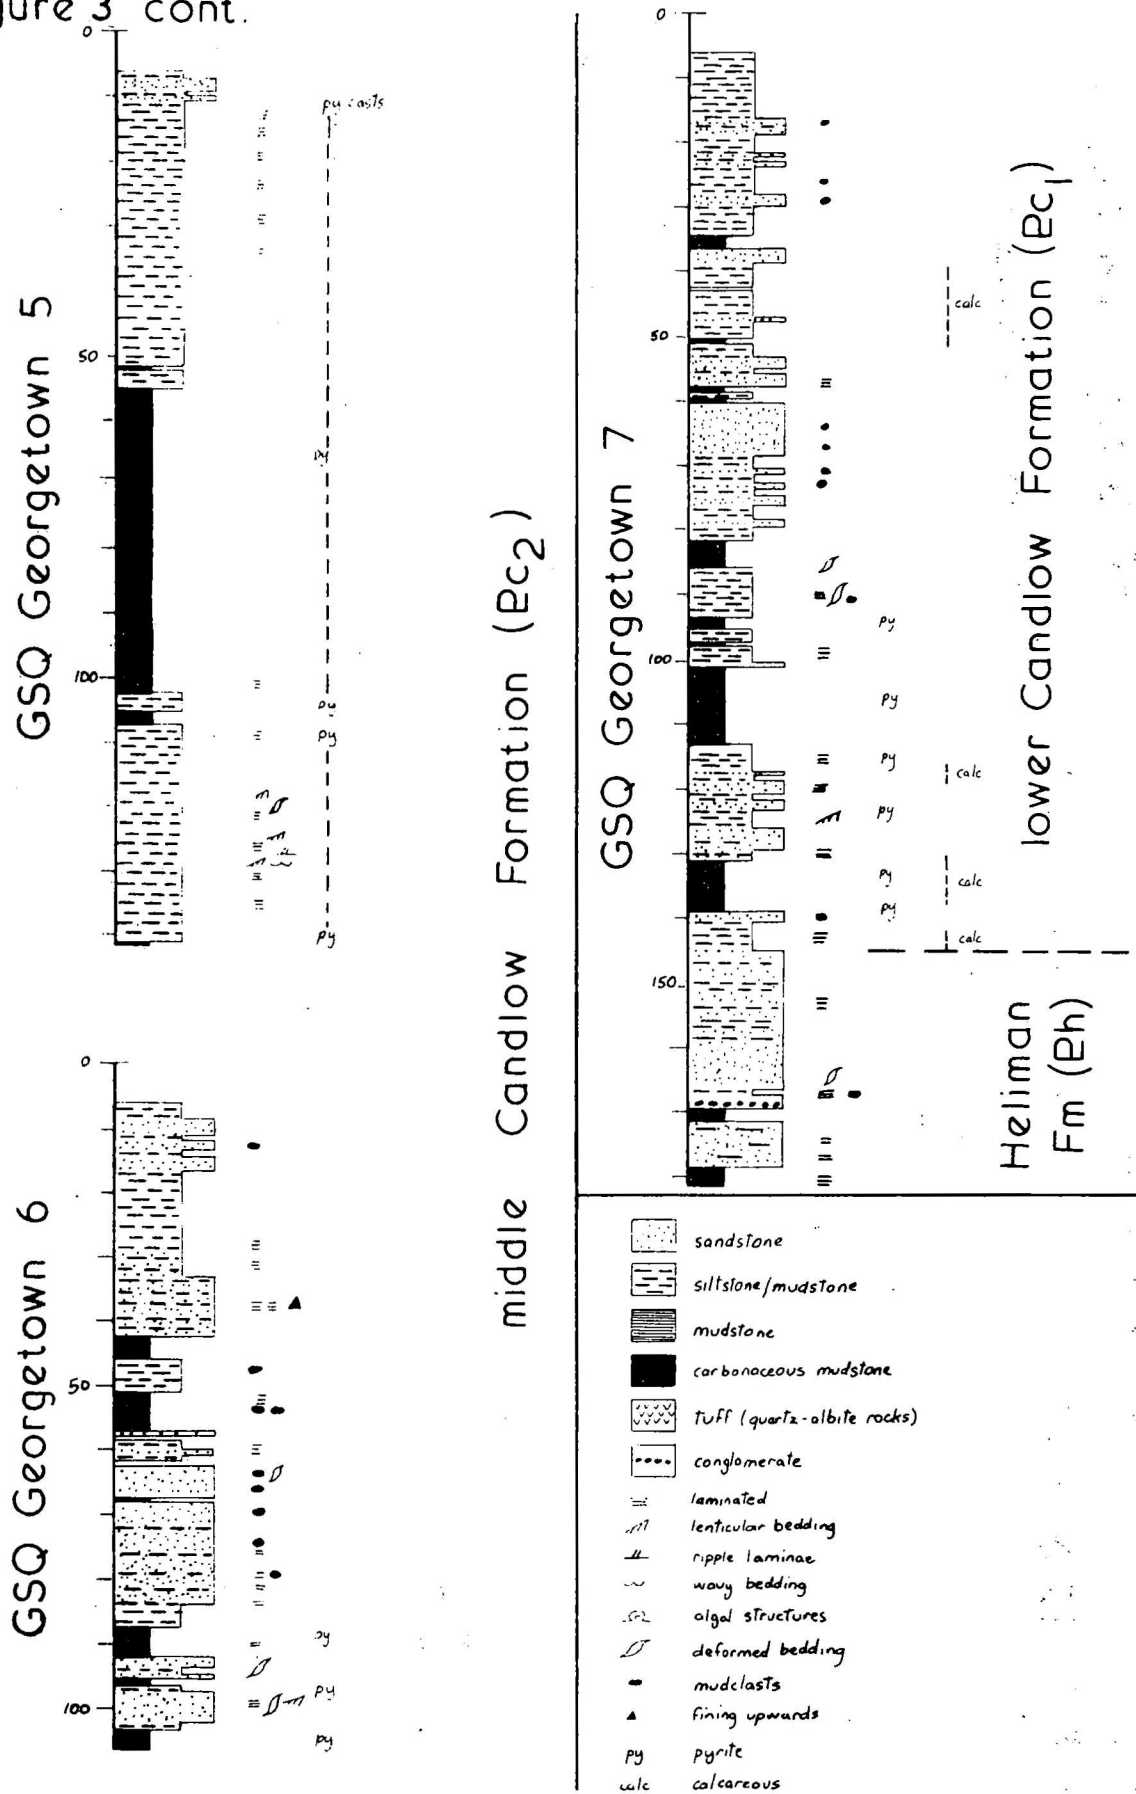 gure 3 cont.
GSQ Georgetown 5
0
50
100
py casts
py
py
py
py
GSQ Georgetown 6
0
50
100
py
py
py
middle Candlow Formation (Pc2)
GSQ Georgetown 7
0
50
100
150
calc
py
py
py
calc
py
py
calc
py
calc
lower Candlow Formation (Pc1)
Heliman
Fm (Ph)
sandstone
siltstone/mudstone
mudstone
carbonaceous mudstone
tuff (quartz-albite rocks)
conglomerate
laminated
lenticular bedding
ripple laminae
wavy bedding
algal structures
deformed bedding
mudclasts
fining upwards
py pyrite
calc calcareous